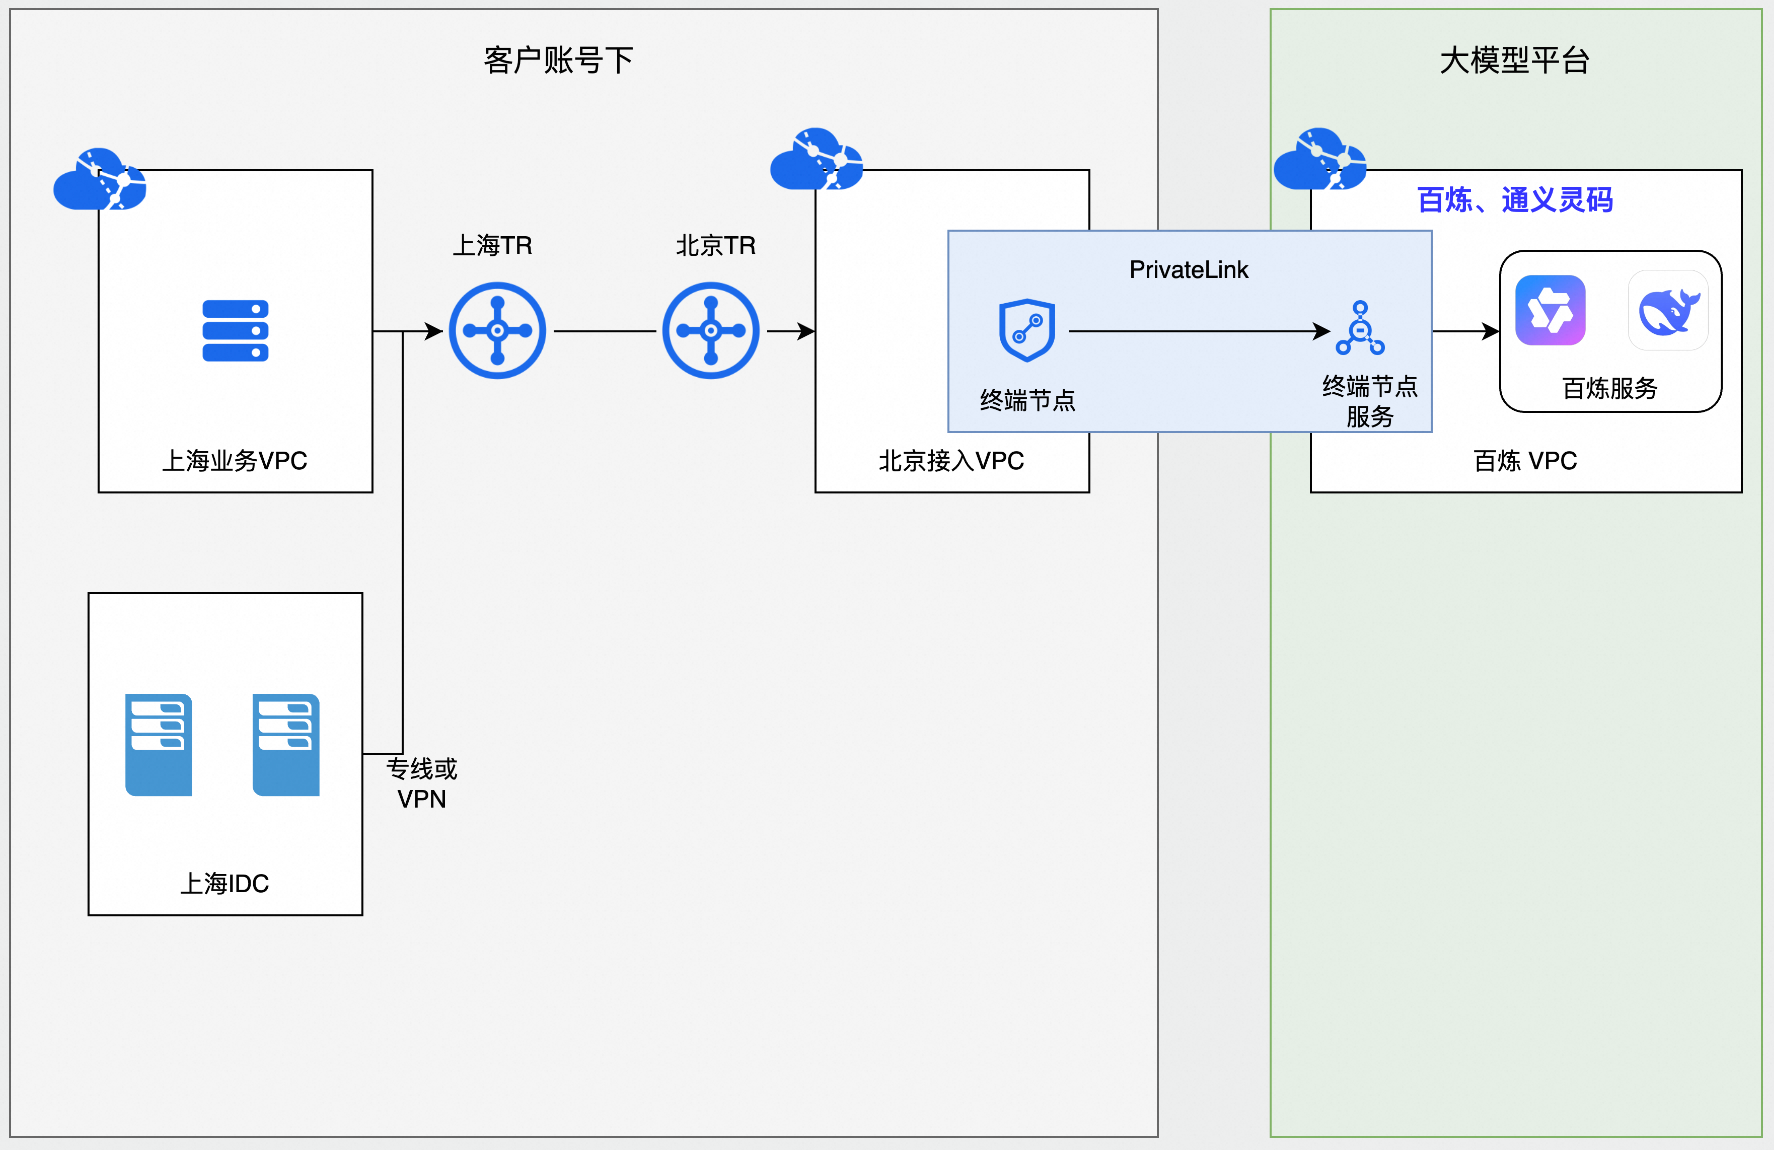 客户账号下
大模型平台
百炼、通义灵码
上海TR
北京TR
PrivateLink
终端节点
终端节点
服务
百炼服务
上海业务VPC
北京接入VPC
百炼 VPC
专线或
VPN
上海IDC